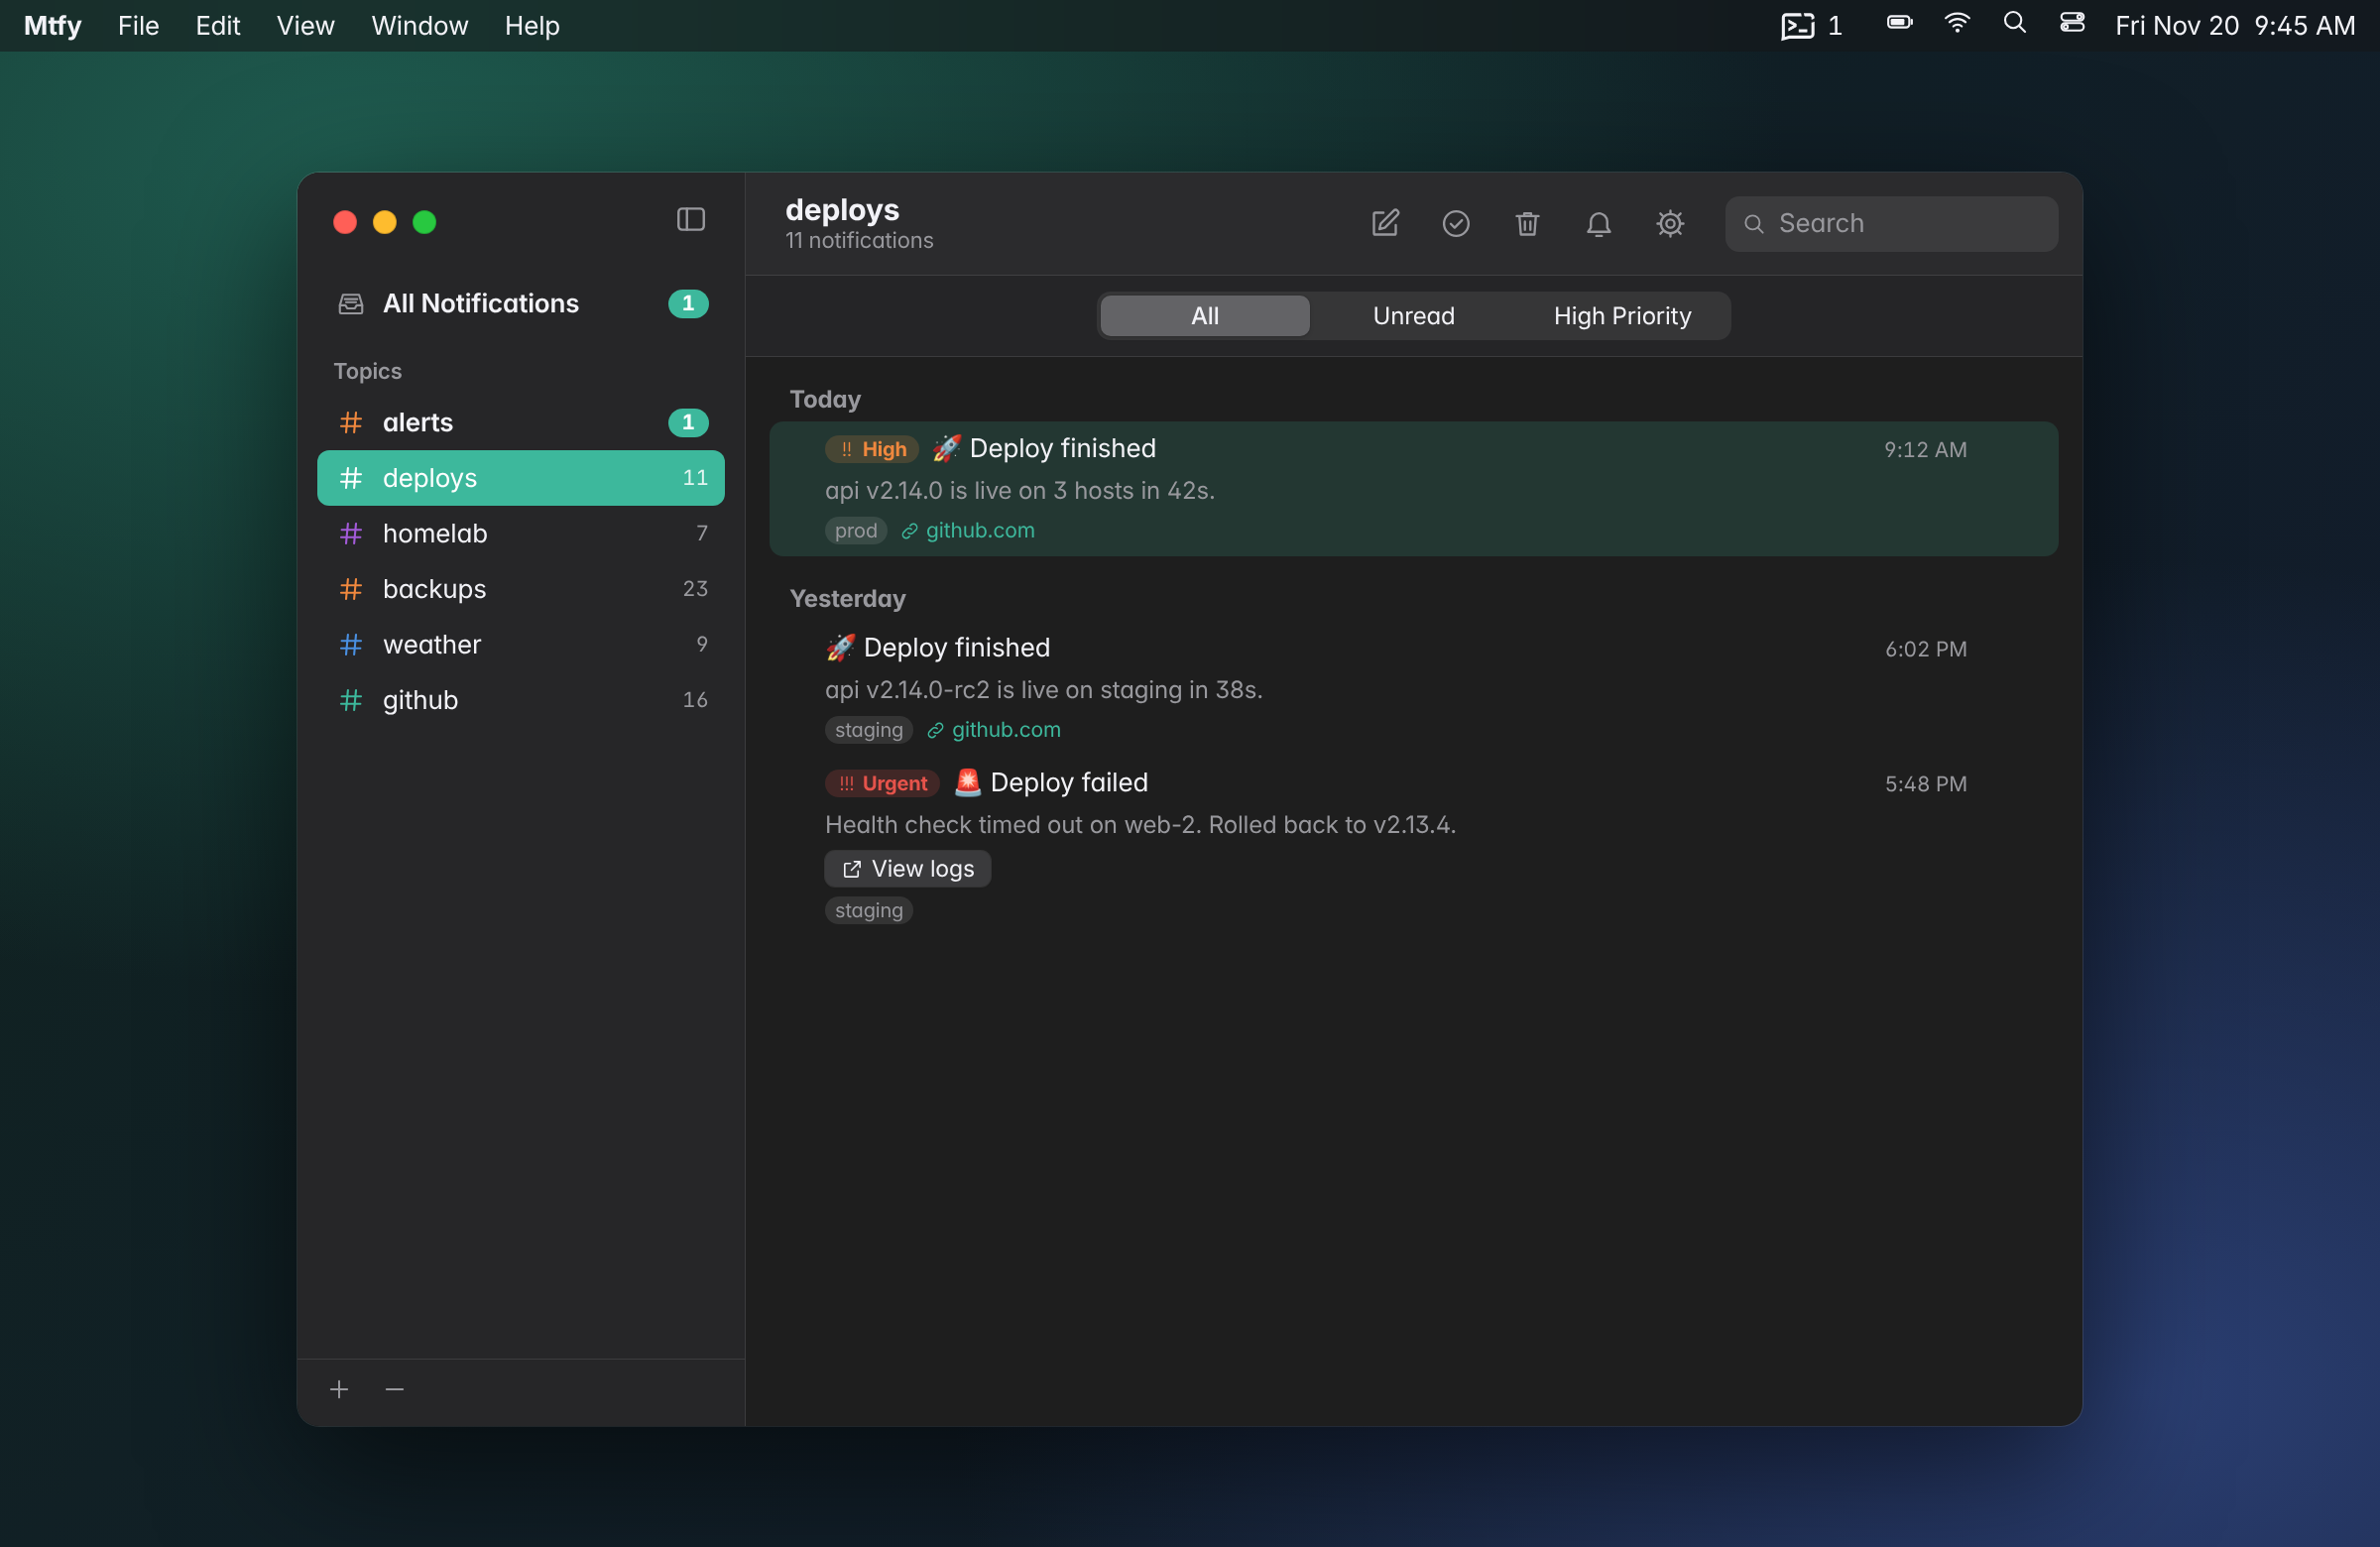 Mtfy File Edit View Window Help 1 Fri Nov 20 9:45 AM
deploys
11 notifications
Search
All Notifications 1
Topics
alerts 1
deploys 11
homelab 7
backups 23
weather 9
github 16
All Unread High Priority
Today
!! High 🚀 Deploy finished 9:12 AM
api v2.14.0 is live on 3 hosts in 42s.
prod github.com
Yesterday
🚀 Deploy finished 6:02 PM
api v2.14.0-rc2 is live on staging in 38s.
staging github.com
!!! Urgent 🚨 Deploy failed 5:48 PM
Health check timed out on web-2. Rolled back to v2.13.4.
View logs
staging